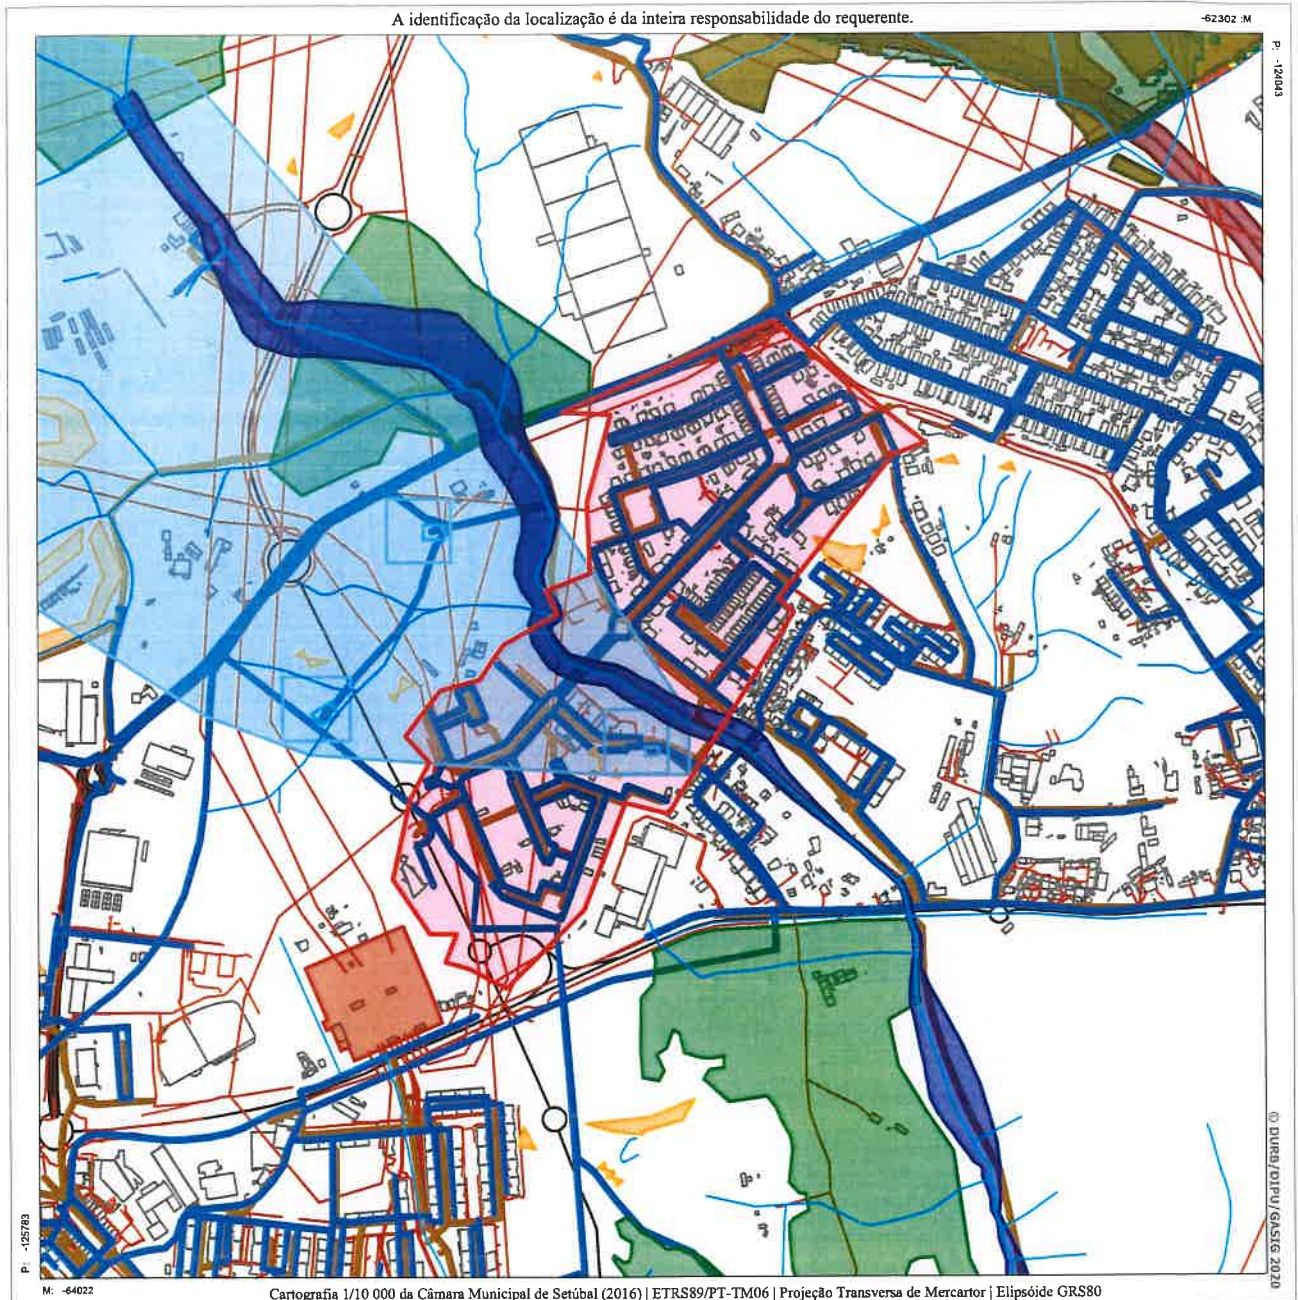 A identificação da localização é da inteira responsabilidade do requerente.
-62302 :M
P: -124043
© DURB/DIPU/GASIG 2020
P: -125783
M: -64022
Cartografia 1/10 000 da Câmara Municipal de Setúbal (2016) | ETRS89/PT-TM06 | Projeção Transversa de Mercartor | Elipsóide GRS80